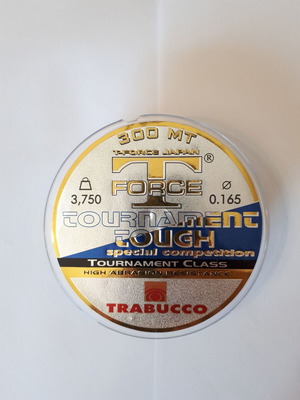 300 MT
T-FORCE JAPAN
T ®
FORCE
3,750 Ø 0.165
TOURNAMENT
TOUGH
special competition
TOURNAMENT CLASS
HIGH ABRASION RESISTANCE
TRABUCCO